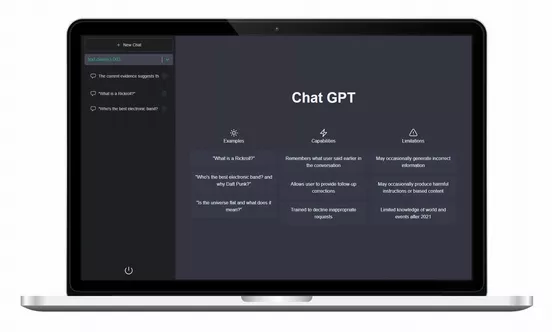 + New Chat
The current evidence suggests th
"What is a Rickroll?"
"Who's the best electronic band?
Chat GPT
Examples
"What is a Rickroll?"
"Who's the best electronic band? and
why Daft Punk?"
"Is the universe flat and what does it
mean?"
Capabilities
Remembers what user said earlier in
the conversation
Allows user to provide follow-up
corrections
Trained to decline inappropriate
requests
Limitations
May occasionally generate incorrect
information
May occasionally produce harmful
instructions or biased content
Limited knowledge of world and
events after 2021